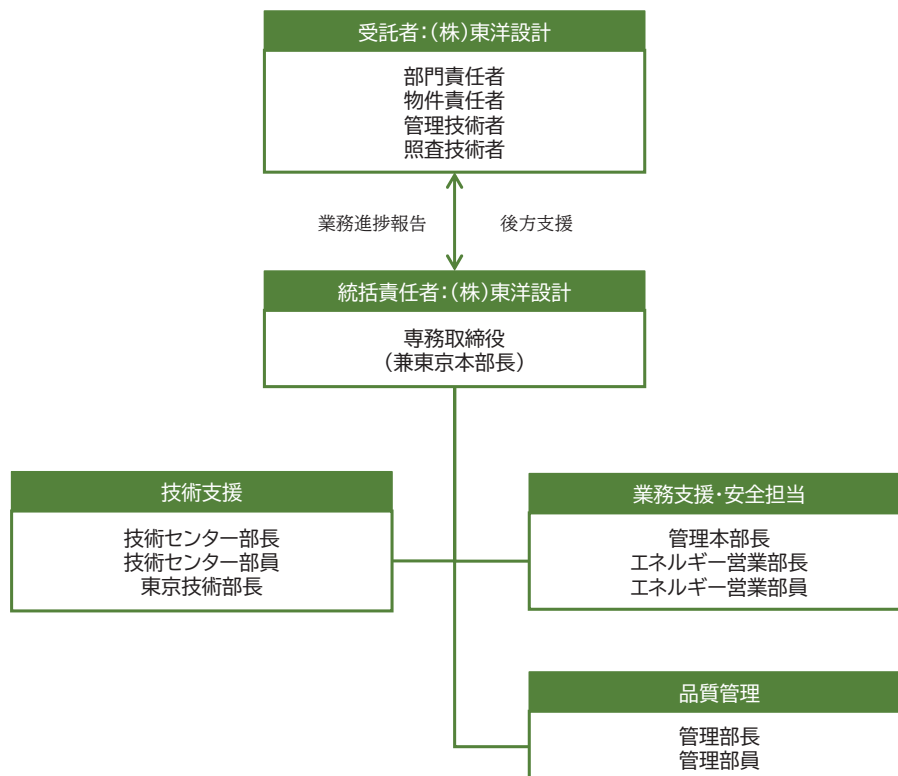 受託者：（株）東洋設計
部門責任者
物件責任者
管理技術者
照査技術者
業務進捗報告
後方支援
統括責任者：（株）東洋設計
専務取締役
（兼東京本部長）
技術支援
技術センター部長
技術センター部員
東京技術部長
業務支援・安全担当
管理本部長
エネルギー営業部長
エネルギー営業部員
品質管理
管理部長
管理部員